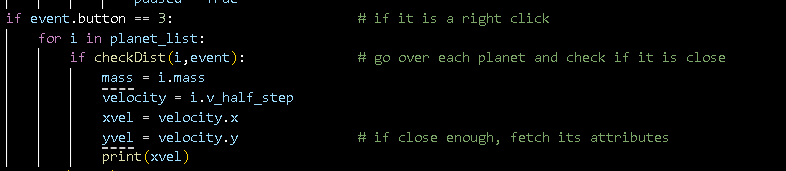 paused = True
if event.button == 3: # if it is a right click
for i in planet_list:
if checkDist(i,event): # go over each planet and check if it is close
mass = i.mass
velocity = i.v_half_step
xvel = velocity.x
yvel = velocity.y # if close enough, fetch its attributes
print(xvel)